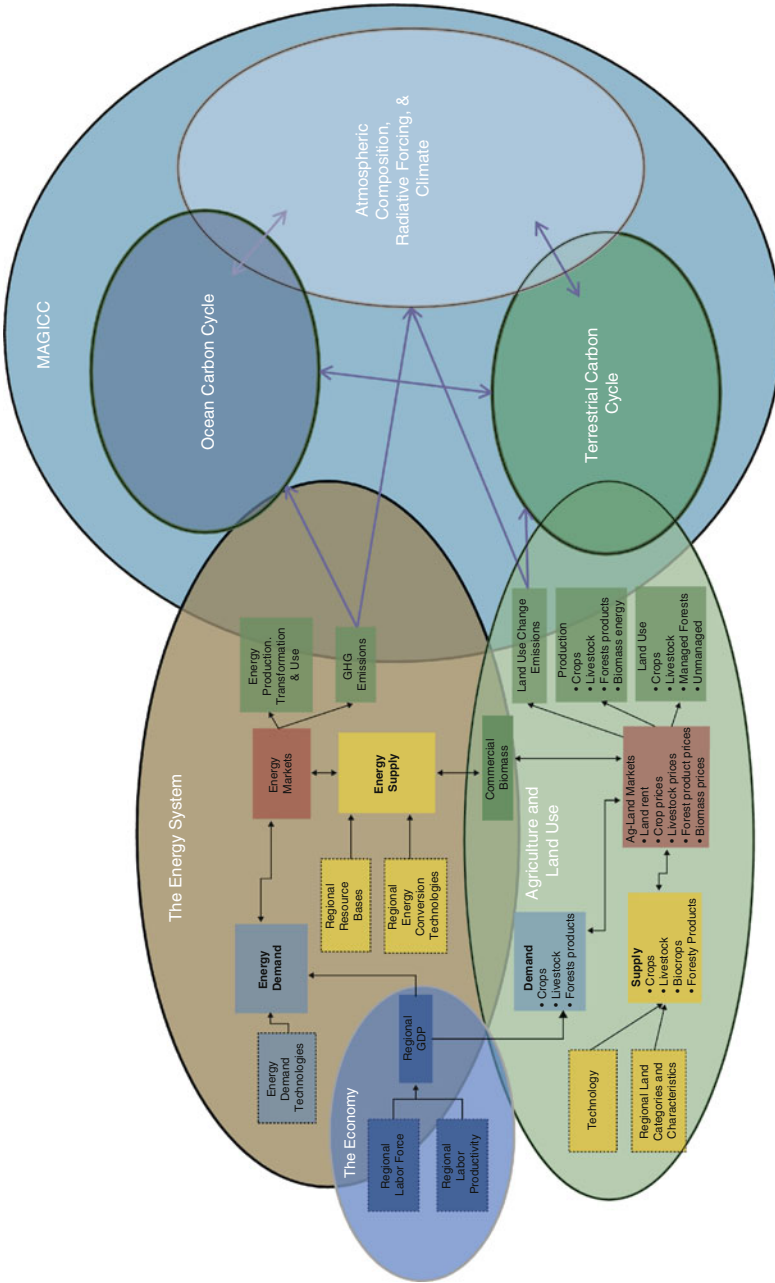 MAGICC
Ocean Carbon Cycle
Atmospheric
Composition,
Radiative Forcing, &
Climate
Terrestrial Carbon
Cycle
The Energy System
Energy
Demand
Technologies
Energy
Demand
Energy
Markets
Energy
Production.
Transformation
& Use
GHG
Emissions
Regional
Resource
Bases
Regional
Energy
Conversion
Technologies
Energy
Supply
The Economy
Regional
Labor Force
Regional
Labor
Productivity
Regional
GDP
Commercial
Biomass
Agriculture and
Land Use
Demand
• Crops
• Livestock
• Forests products
Technology
Regional Land
Categories and
Characteristics
Supply
• Crops
• Livestock
• Biocrops
• Foresty Products
Ag-Land Markets
• Land rent
• Crop prices
• Livestock prices
• Forest product prices
• Biomass prices
Land Use Change
Emissions
Production
• Crops
• Livestock
• Forests products
• Biomass energy
Land Use
• Crops
• Livestock
• Managed Forests
• Unmanaged